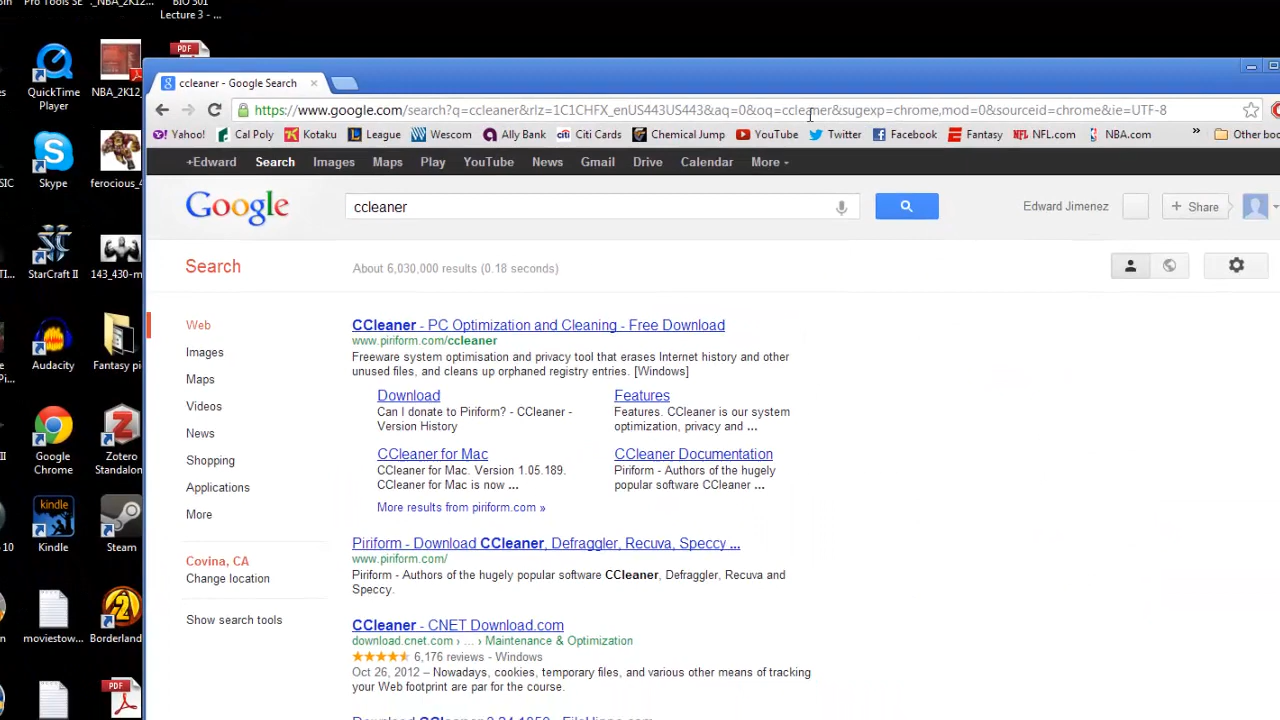 Pro Tools SE
._NBA_2K12...
BIO 301
Lecture 3 - ...
PDF
QuickTime
Player
NBA_2K12...
Skype
ferocious_4
StarCraft II
143_430-m
Audacity
Fantasy pi
Google
Chrome
Zotero
Standalon
Kindle
Steam
moviestow
Borderland
PDF
ccleaner - Google Search
https://www.google.com/search?q=ccleaner&rlz=1C1CHFX_enUS443US443&aq=0&oq=ccleaner&sugexp=chrome,mod=0&sourceid=chrome&ie=UTF-8
Yahoo! Cal Poly Kotaku League Wescom Ally Bank Citi Cards Chemical Jump YouTube Twitter Facebook Fantasy NFL.com NBA.com » Other boo
+Edward Search Images Maps Play YouTube News Gmail Drive Calendar More
Google ccleaner Edward Jimenez + Share
Search About 6,030,000 results (0.18 seconds)
Web
Images
Maps
Videos
News
Shopping
Applications
More
Covina, CA
Change location
Show search tools
CCleaner - PC Optimization and Cleaning - Free Download
www.piriform.com/ccleaner
Freeware system optimisation and privacy tool that erases Internet history and other
unused files, and cleans up orphaned registry entries. [Windows]
Download
Can I donate to Piriform? - CCleaner -
Version History
Features
Features. CCleaner is our system
optimization, privacy and ...
CCleaner for Mac
CCleaner for Mac. Version 1.05.189.
CCleaner for Mac is now ...
CCleaner Documentation
Piriform - Authors of the hugely
popular software CCleaner ...
More results from piriform.com »
Piriform - Download CCleaner, Defraggler, Recuva, Speccy ...
www.piriform.com/
Piriform - Authors of the hugely popular software CCleaner, Defraggler, Recuva and
Speccy.
CCleaner - CNET Download.com
download.cnet.com › ... › Maintenance & Optimization
6,176 reviews - Windows
Oct 26, 2012 – Nowadays, cookies, temporary files, and various other means of tracking
your Web footprint are par for the course.